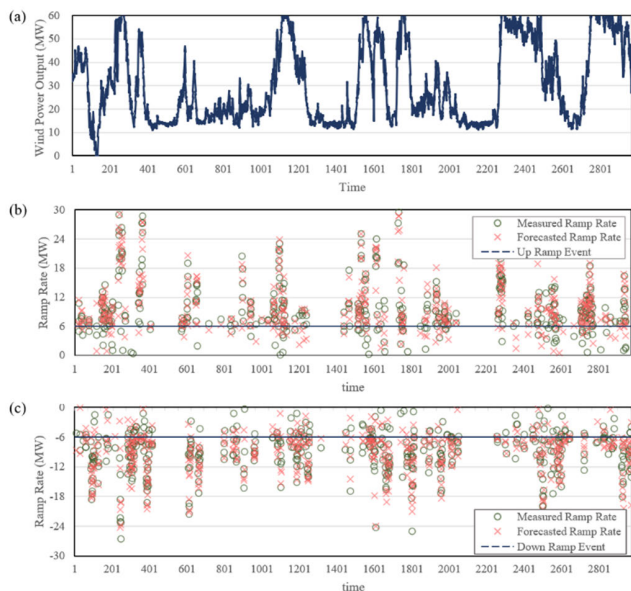 (a)
Wind Power Output (MW)
60
50
40
30
20
10
0
1 201 401 601 801 1001 1201 1401 1601 1801 2001 2201 2401 2601 2801
Time
(b)
Ramp Rate (MW)
30
24
18
12
6
0
Measured Ramp Rate
Forecasted Ramp Rate
Up Ramp Event
1 201 401 601 801 1001 1201 1401 1601 1801 2001 2201 2401 2601 2801
time
(c)
Ramp Rate (MW)
0
-6
-12
-18
-24
-30
Measured Ramp Rate
Forecasted Ramp Rate
Down Ramp Event
1 201 401 601 801 1001 1201 1401 1601 1801 2001 2201 2401 2601 2801
time